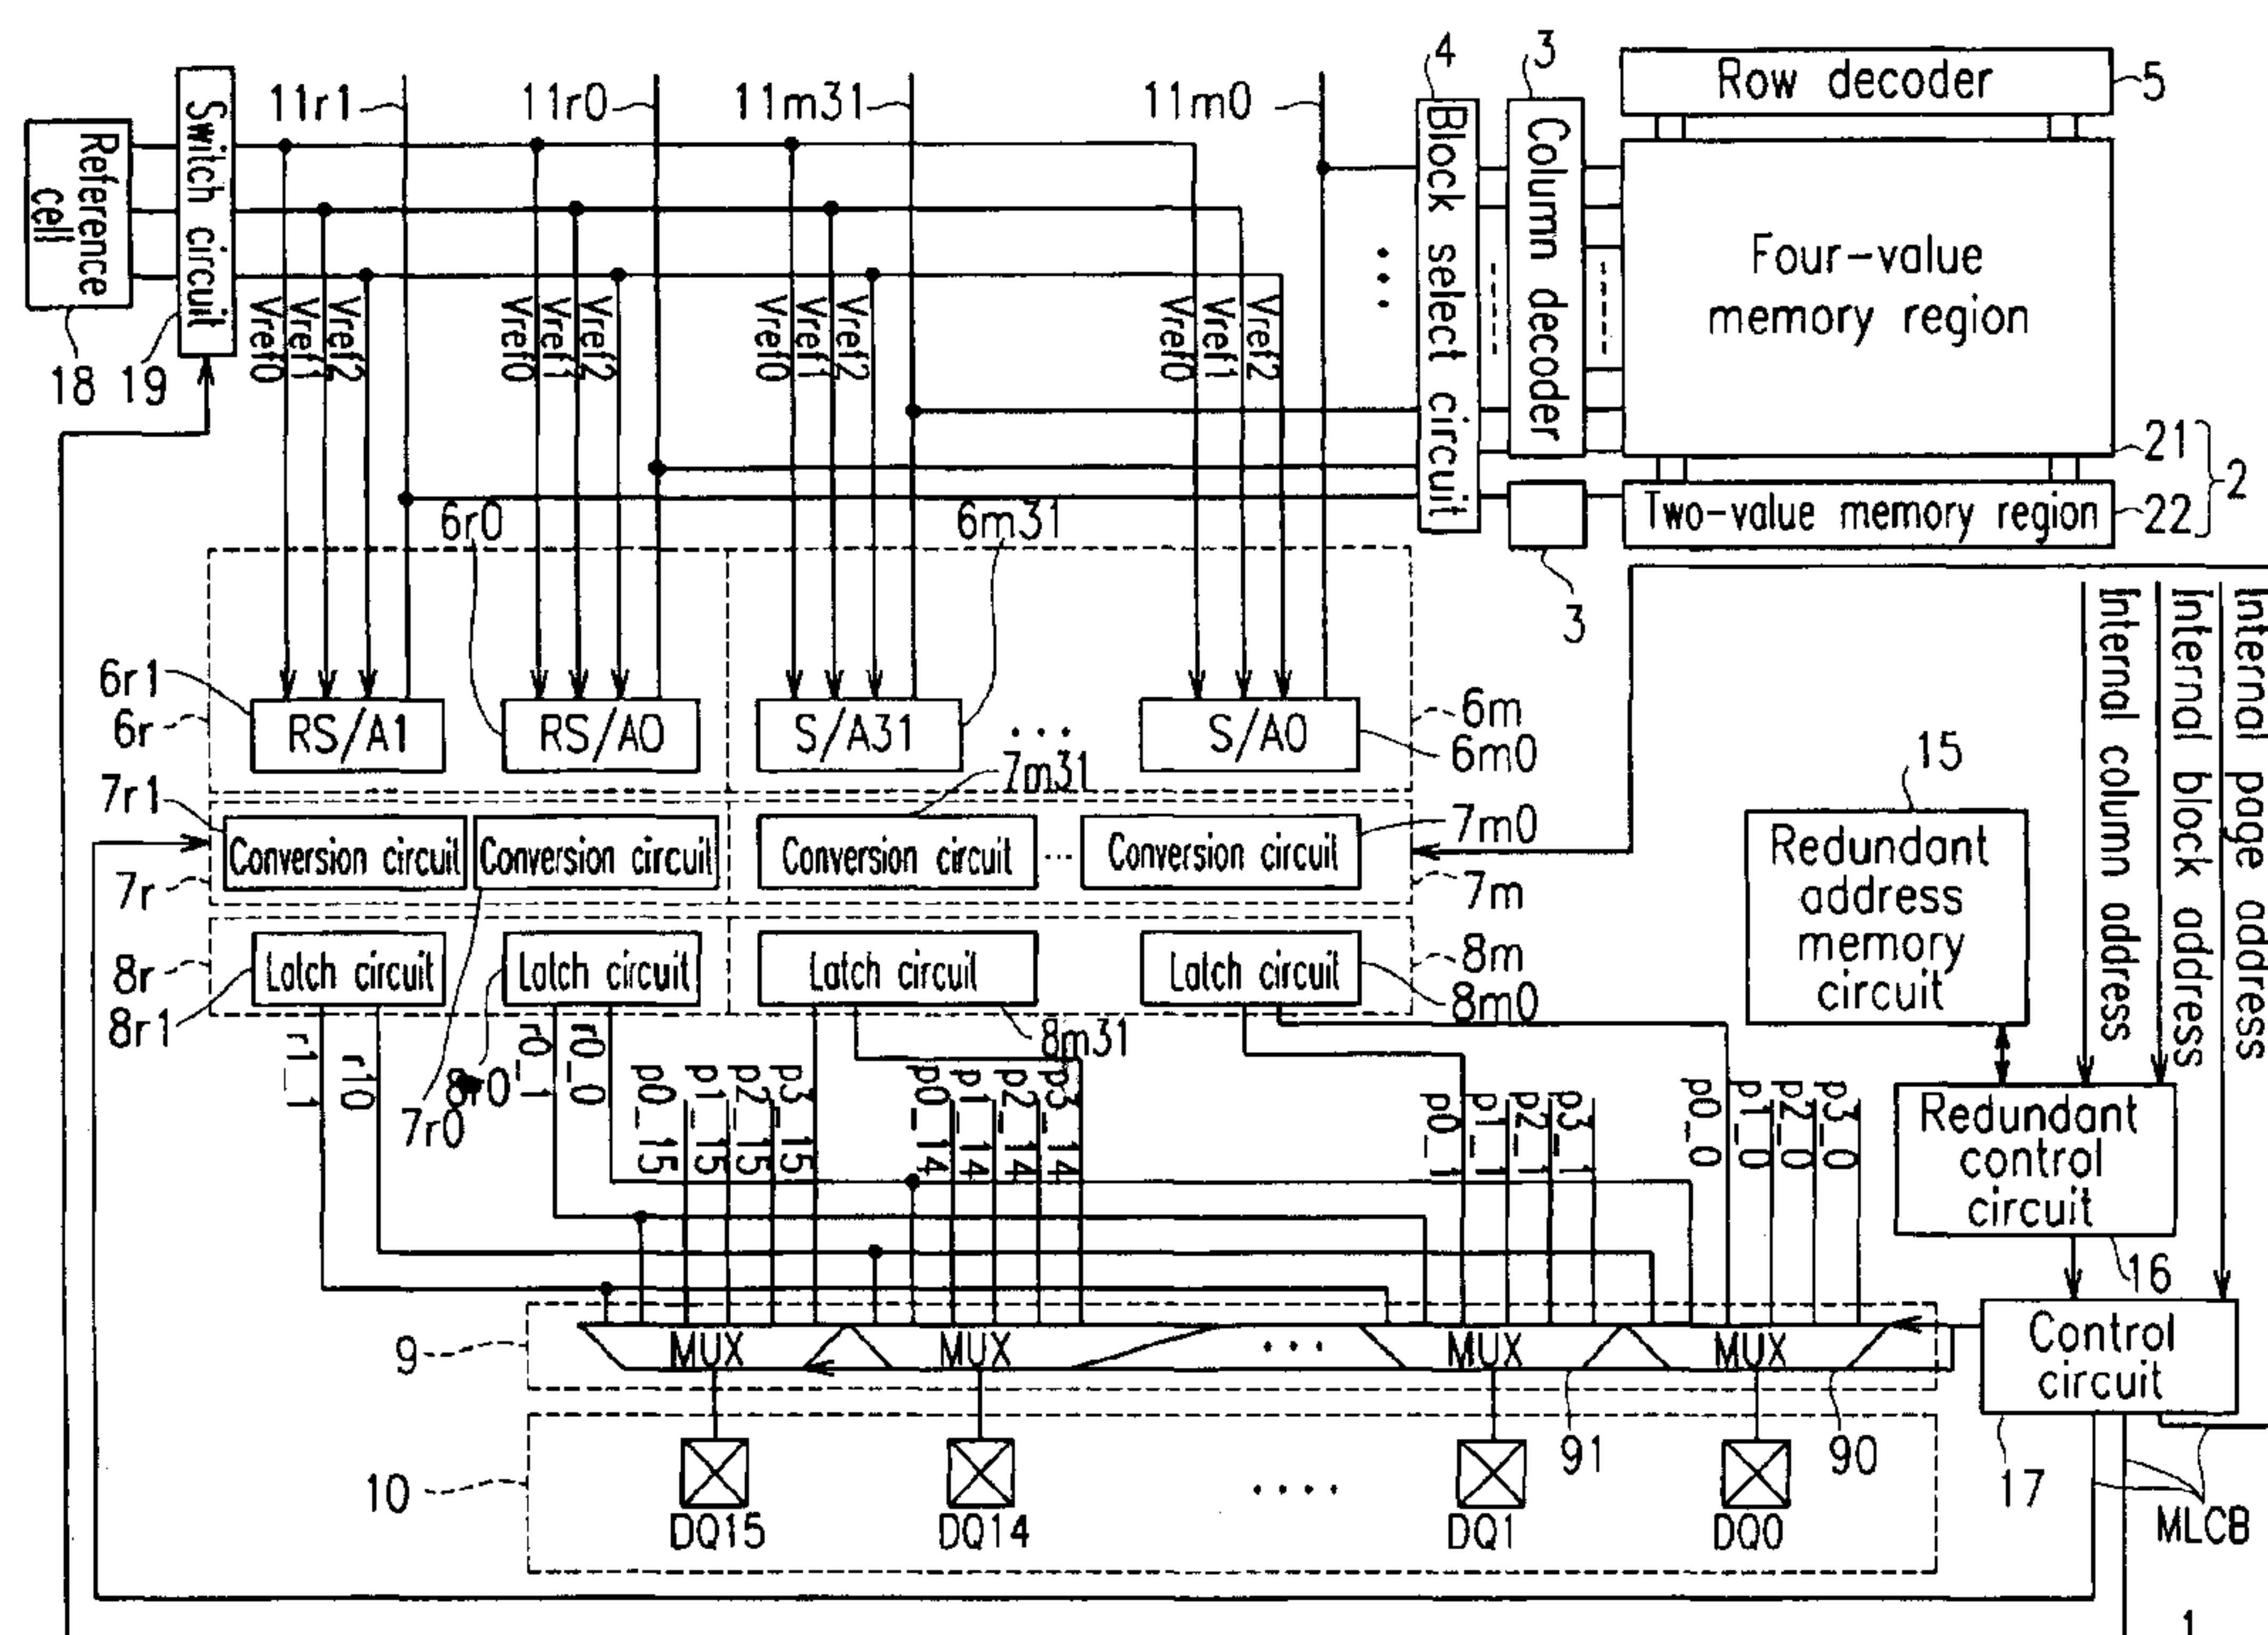 4
3
11r1
11r0
11m31
11m0
Row decoder
5
Reference
cell
Switch circuit
Block select circuit
Column decoder
Four-value
memory region
18
19
Vref0
Vref1
Vref2
Vref0
Vref1
Vref2
Vref0
Vref1
Vref2
Vref0
Vref1
Vref2
21
2
6r0
6m31
Two-value memory region
22
3
Internal column address
Internal block address
Internal page address
6r1
6r
RS/A1
RS/A0
S/A31
...
S/A0
6m
6m0
15
7r1
7m31
7m0
Conversion circuit
Conversion circuit
Conversion circuit
...
Conversion circuit
7r
7m
Redundant
address
memory
circuit
8r
Latch circuit
Latch circuit
Latch circuit
Latch circuit
8m
8m0
8r1
8m31
r1_1
r10
7r0
8r0
r0_1
r0_0
p0_15
p1_15
p2_15
p3_15
p0_14
p1_14
p2_14
p3_14
p0_1
p1_1
p2_1
p3_1
p0_0
p1_0
p2_0
p3_0
Redundant
control
circuit
16
9
MUX
MUX
...
MUX
MUX
Control
circuit
91
90
17
10
....
DQ15
DQ14
DQ1
DQ0
MLCB
1